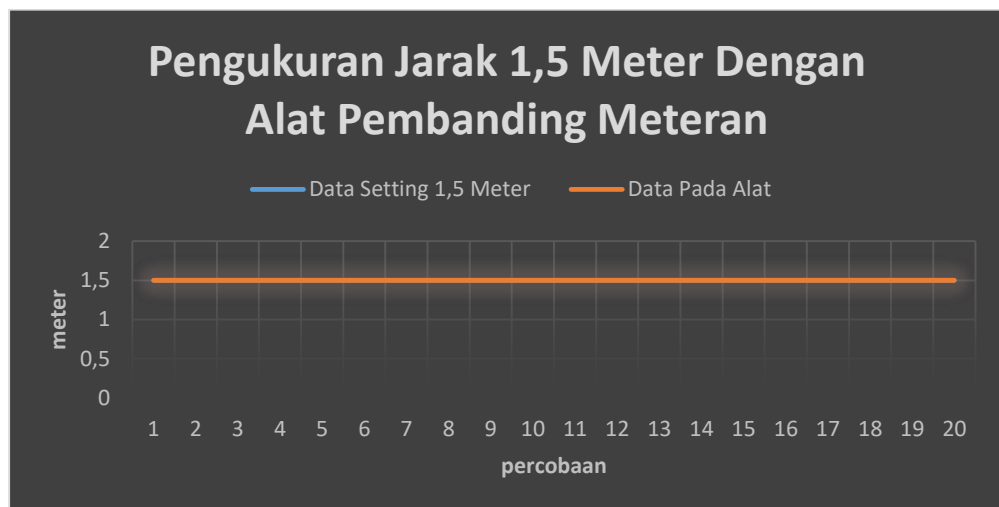 Pengukuran Jarak 1,5 Meter Dengan
Alat Pembanding Meteran
Data Setting 1,5 Meter Data Pada Alat
2
1,5
1
0,5
0
meter
1 2 3 4 5 6 7 8 9 10 11 12 13 14 15 16 17 18 19 20
percobaan